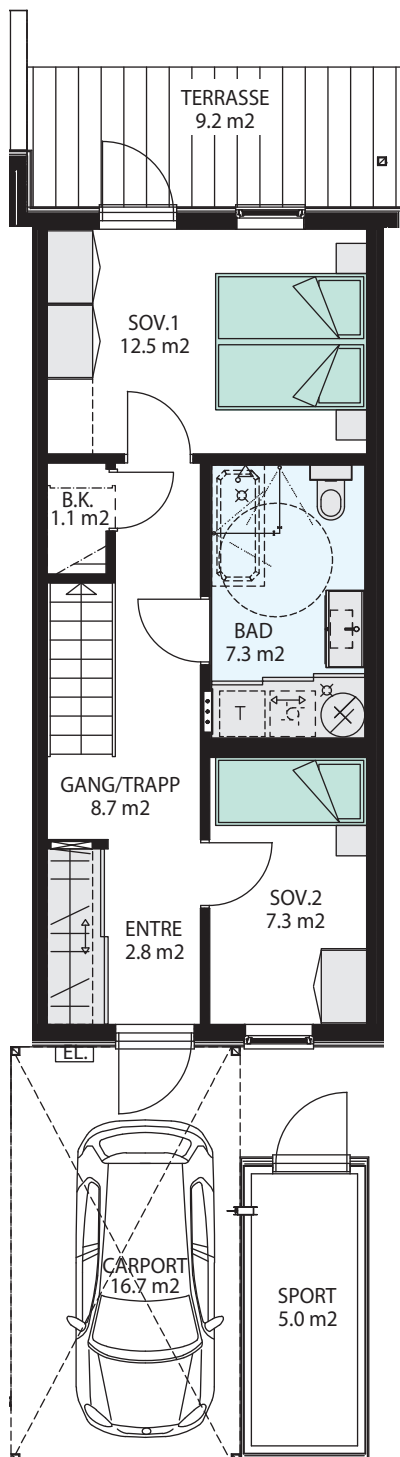 TERRASSE
9.2 m2
SOV.1
12.5 m2
B.K.
1.1 m2
BAD
7.3 m2
T
GANG/TRAPP
8.7 m2
SOV.2
7.3 m2
ENTRE
2.8 m2
EL.
CARPORT
16.7 m2
SPORT
5.0 m2